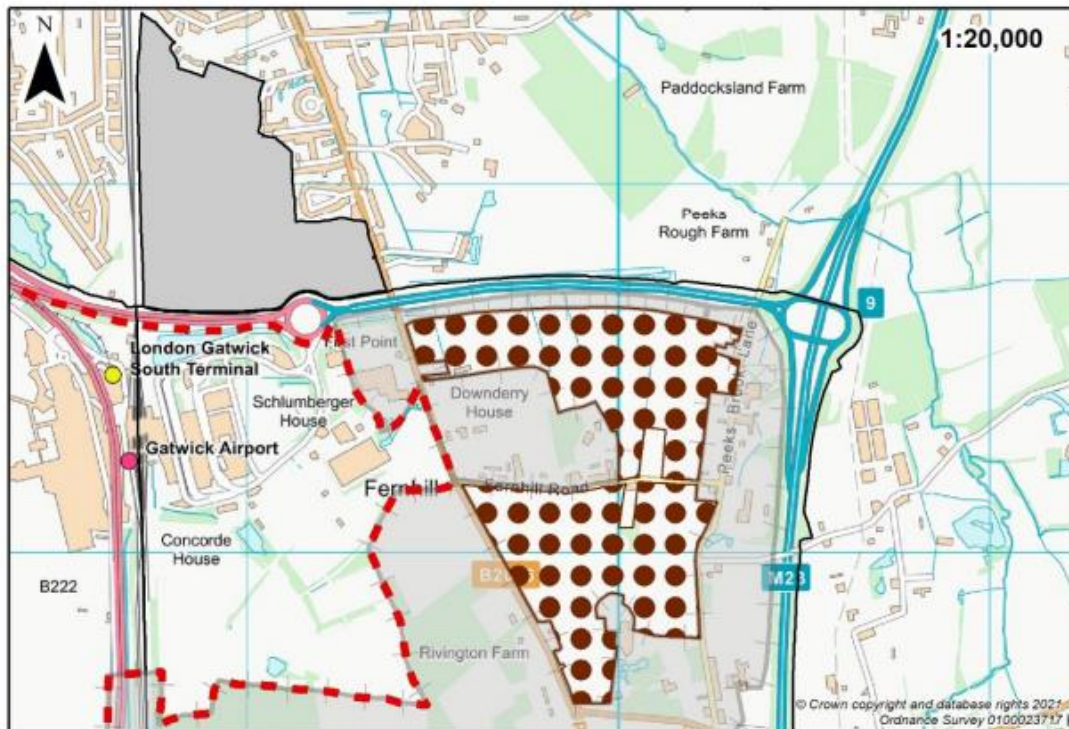 N
1:20,000
Paddocksland Farm
Peeks
Rough Farm
9
London Gatwick
South Terminal
First Point
Schlumberger
House
Downderry
House
Peeks Brook Lane
Gatwick Airport
Fernhill
Fernhill Road
Concorde
House
B222
M23
Rivington Farm
© Crown copyright and database rights 2021
Ordnance Survey 0100023717